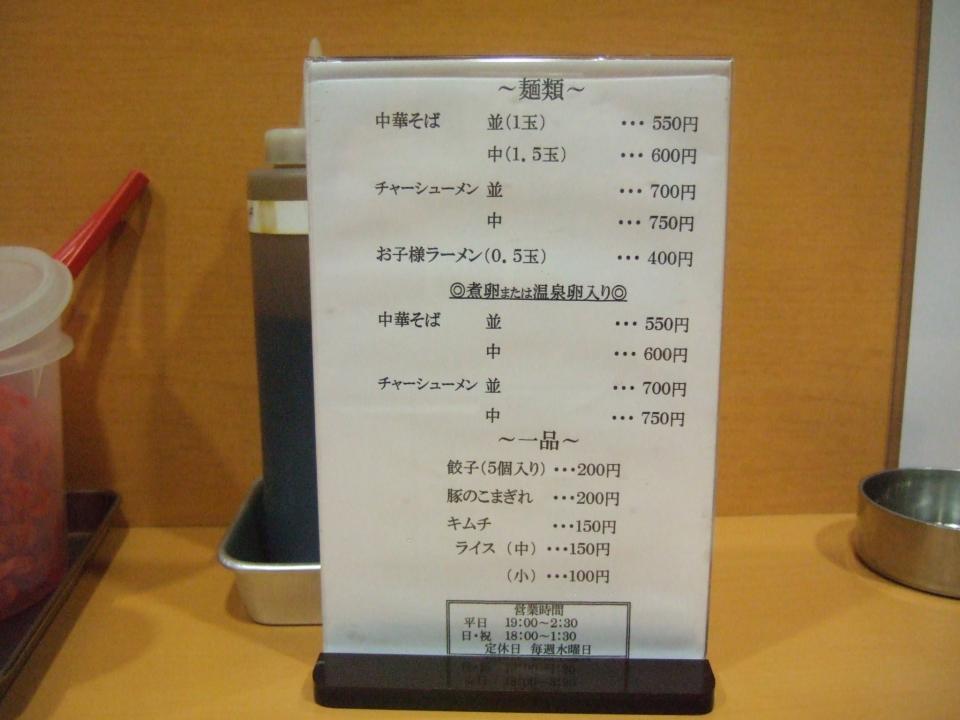 ～麺類～
中華そば 並(1玉) ･･･ 550円
中(1.5玉) ･･･ 600円
チャーシューメン 並 ･･･ 700円
中 ･･･ 750円
お子様ラーメン(0.5玉) ･･･ 400円
◎煮卵または温泉卵入り◎
中華そば 並 ･･･ 550円
中 ･･･ 600円
チャーシューメン 並 ･･･ 700円
中 ･･･ 750円
～一品～
餃子(5個入り) ･･･200円
豚のこまぎれ ･･･200円
キムチ ･･･150円
ライス (中) ･･･150円
(小) ･･･100円
営業時間
平日 19:00～2:30
日・祝 18:00～1:30
定休日 毎週水曜日